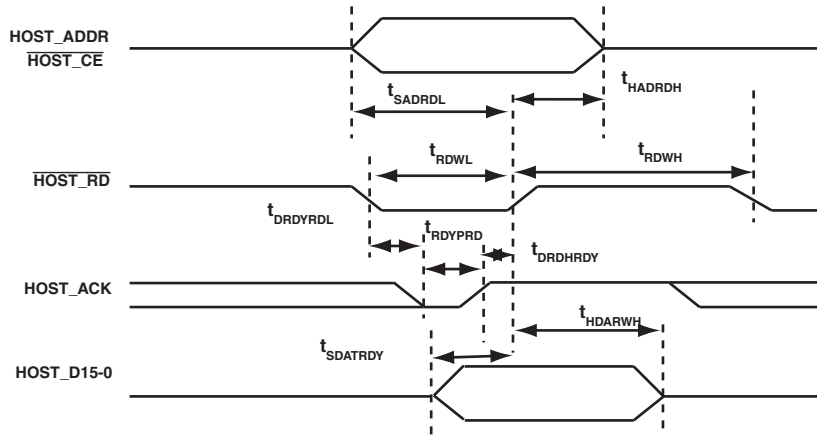 HOST_ADDR
HOST_CE
tSADRDL
tHADRDH
tRDWL
tRDWH
HOST_RD
tDRDYRDL
tRDYPRD
tDRDHRDY
HOST_ACK
tHDARWH
tSDATRDY
HOST_D15-0